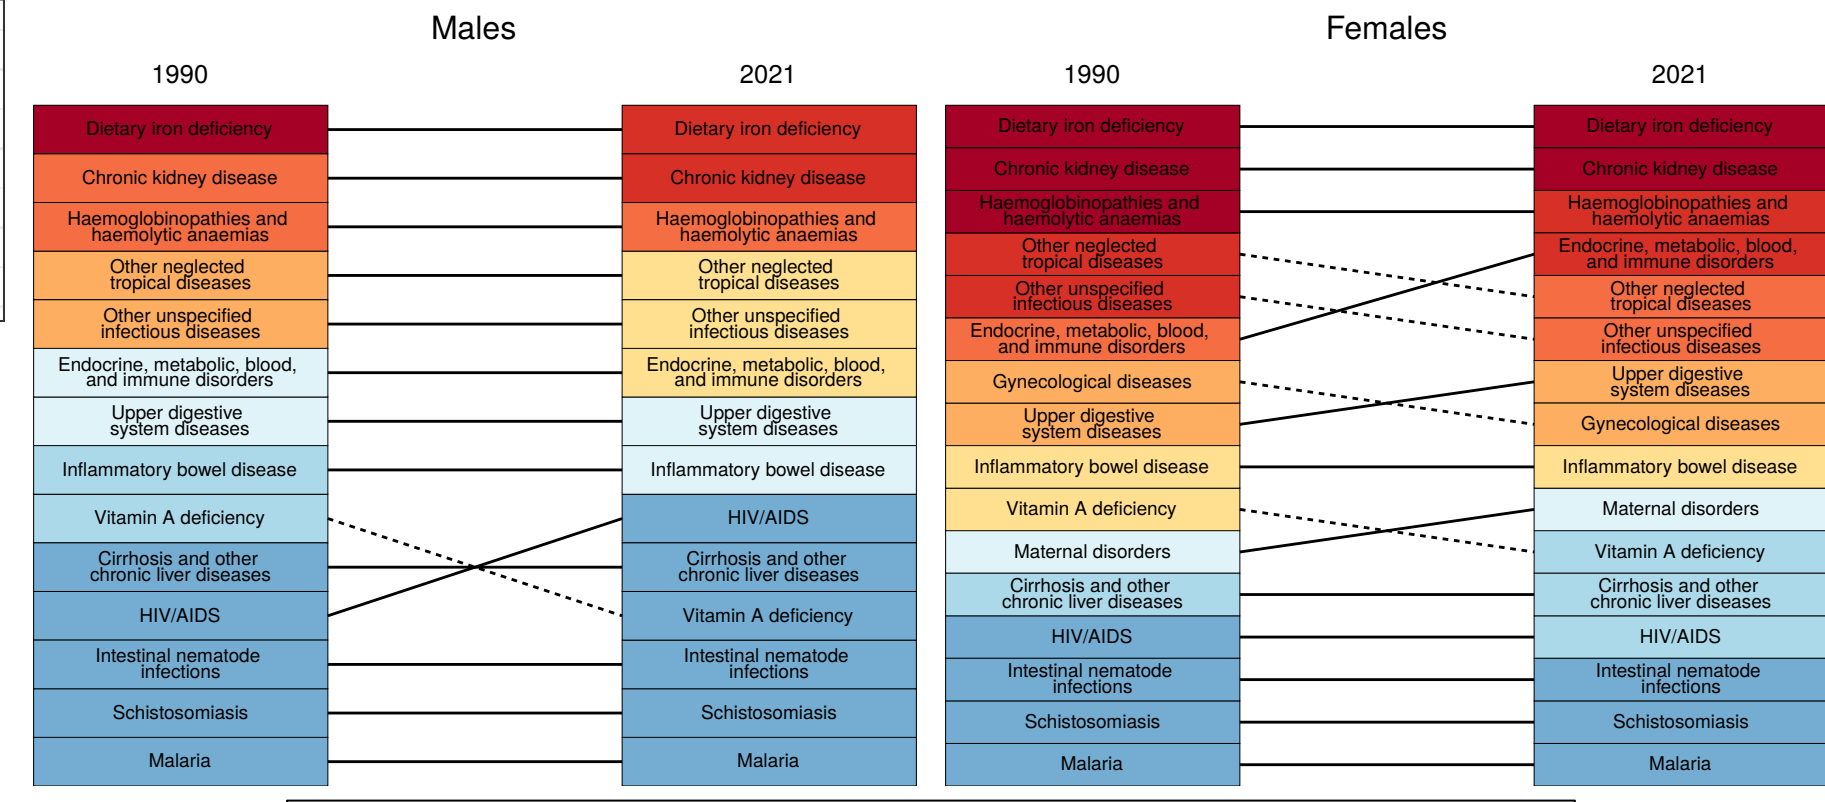 Males
Females
1990
2021
1990
2021
Dietary iron deficiency
Chronic kidney disease
Haemoglobinopathies and
haemolytic anaemias
Other neglected
tropical diseases
Other unspecified
infectious diseases
Endocrine, metabolic, blood,
and immune disorders
Upper digestive
system diseases
Inflammatory bowel disease
Vitamin A deficiency
Cirrhosis and other
chronic liver diseases
HIV/AIDS
Intestinal nematode
infections
Schistosomiasis
Malaria
Dietary iron deficiency
Chronic kidney disease
Haemoglobinopathies and
haemolytic anaemias
Other neglected
tropical diseases
Other unspecified
infectious diseases
Endocrine, metabolic, blood,
and immune disorders
Upper digestive
system diseases
Inflammatory bowel disease
HIV/AIDS
Cirrhosis and other
chronic liver diseases
Vitamin A deficiency
Intestinal nematode
infections
Schistosomiasis
Malaria
Dietary iron deficiency
Chronic kidney disease
Haemoglobinopathies and
haemolytic anaemias
Other neglected
tropical diseases
Other unspecified
infectious diseases
Endocrine, metabolic, blood,
and immune disorders
Gynecological diseases
Upper digestive
system diseases
Inflammatory bowel disease
Vitamin A deficiency
Maternal disorders
Cirrhosis and other
chronic liver diseases
HIV/AIDS
Intestinal nematode
infections
Schistosomiasis
Malaria
Dietary iron deficiency
Chronic kidney disease
Haemoglobinopathies and
haemolytic anaemias
Endocrine, metabolic, blood,
and immune disorders
Other neglected
tropical diseases
Other unspecified
infectious diseases
Upper digestive
system diseases
Gynecological diseases
Inflammatory bowel disease
Maternal disorders
Vitamin A deficiency
Cirrhosis and other
chronic liver diseases
HIV/AIDS
Intestinal nematode
infections
Schistosomiasis
Malaria